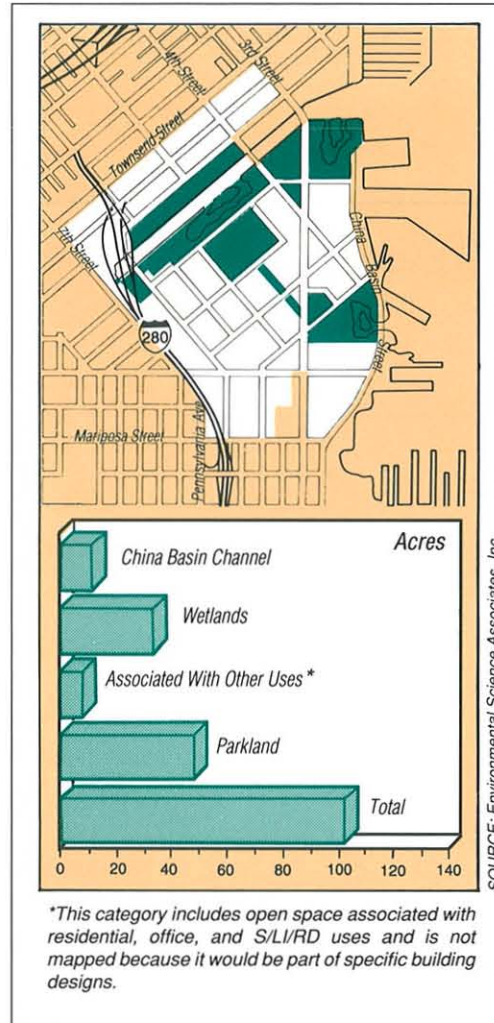 3rd Street
4th Street
Townsend Street
7th Street
China Basin Street
280
Mariposa Street
Pennsylvania Ave.
Acres
China Basin Channel
Wetlands
Associated With Other Uses*
Parkland
Total
0 20 40 60 80 100 120 140
SOURCE: Environmental Science Associates, Inc.
*This category includes open space associated with
residential, office, and S/LI/RD uses and is not
mapped because it would be part of specific building
designs.